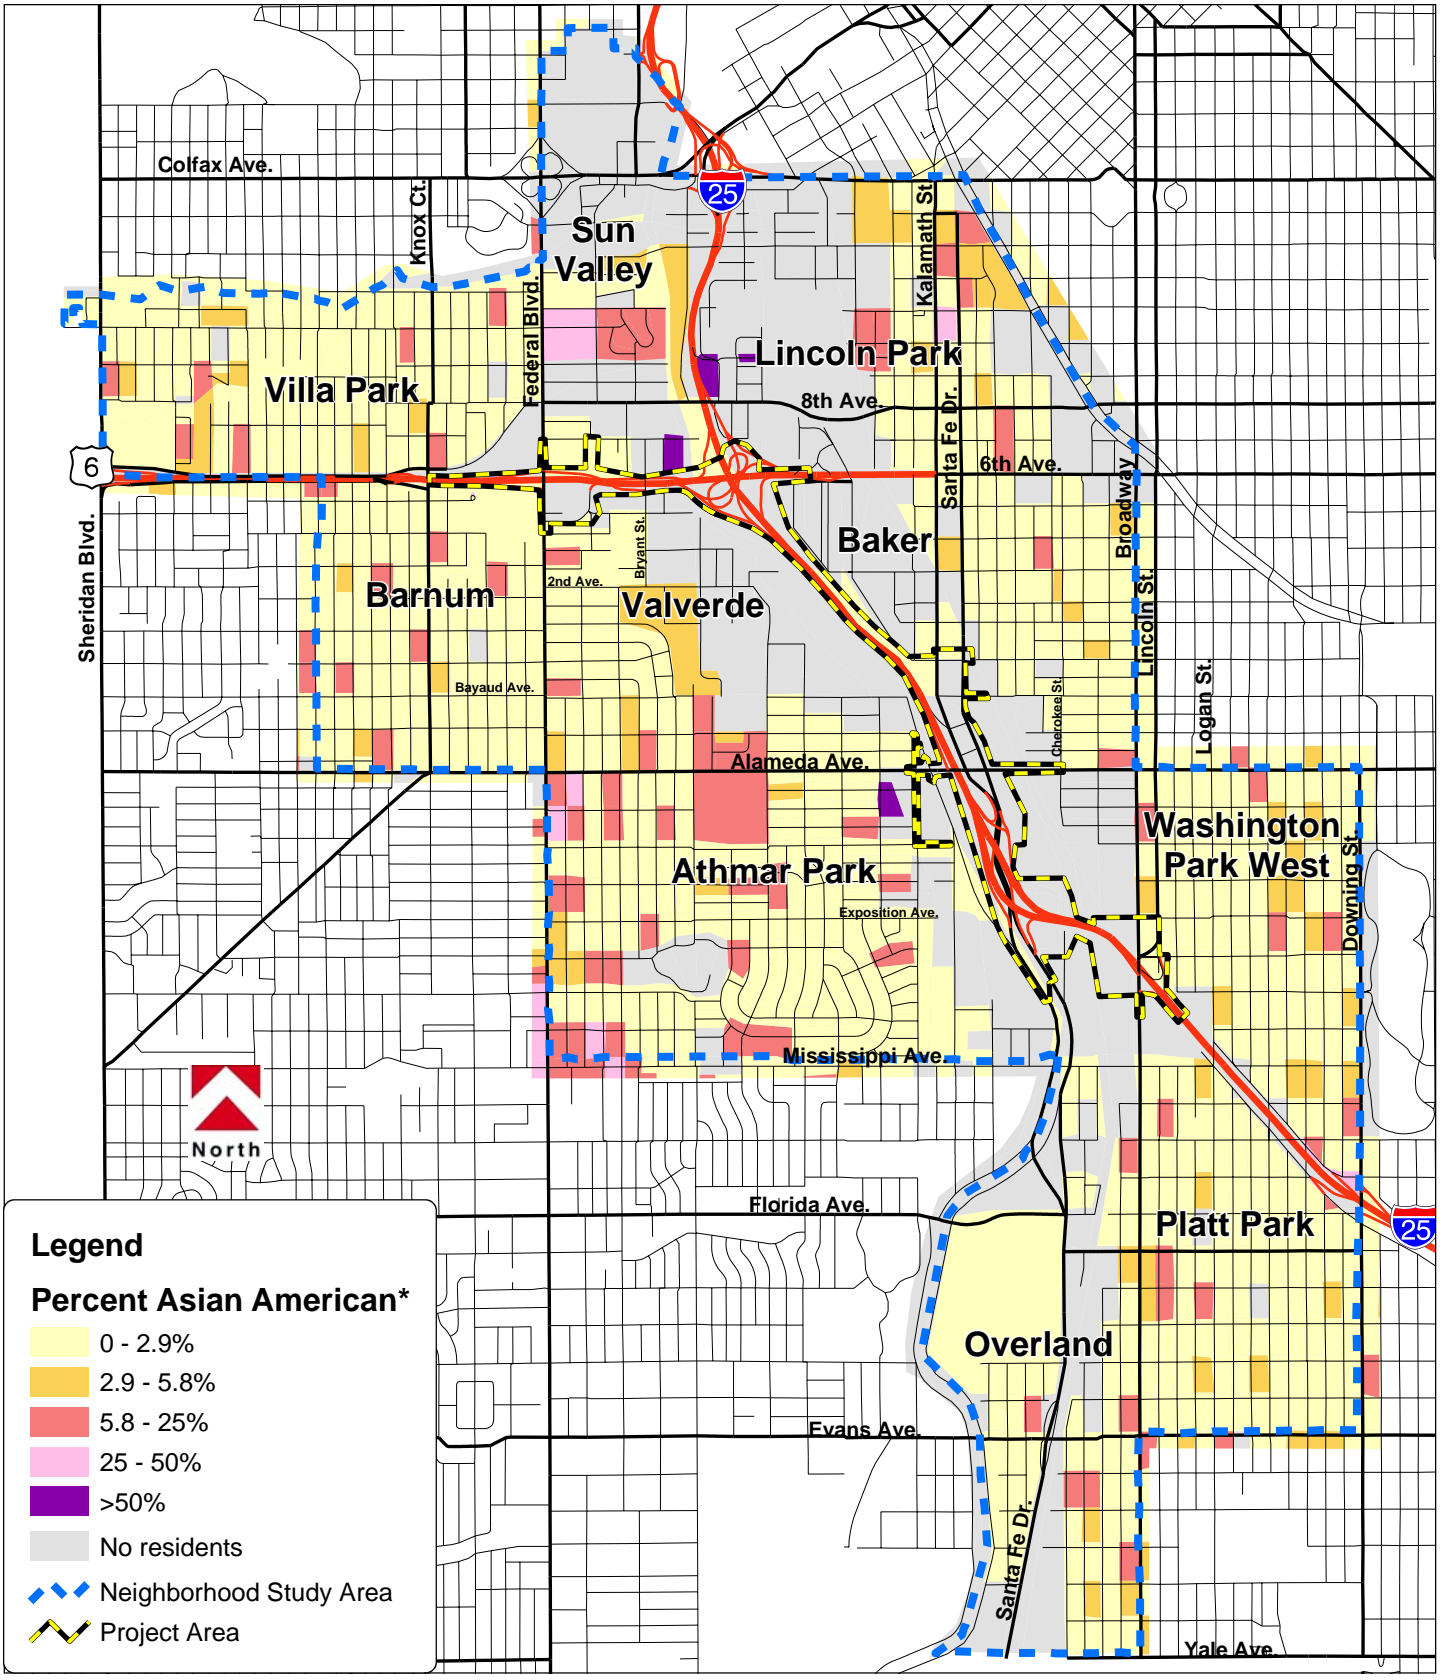 Colfax Ave.
Knox Ct.
25
Kalamath St.
Sun
Valley
Federal Blvd.
Lincoln Park
Villa Park
8th Ave.
Santa Fe Dr.
6
6th Ave.
Broadway
Sheridan Blvd.
Bryant St.
Baker
2nd Ave.
Barnum
Valverde
Lincoln St.
Bayaud Ave.
Cherokee St.
Logan St.
Alameda Ave.
Washington
Park West
Athmar Park
Downing St.
Exposition Ave.
Mississippi Ave.
North
Florida Ave.
Platt Park
25
Overland
Evans Ave.
Santa Fe Dr.
Yale Ave.
Legend
Percent Asian American*
0 - 2.9%
2.9 - 5.8%
5.8 - 25%
25 - 50%
>50%
No residents
Neighborhood Study Area
Project Area